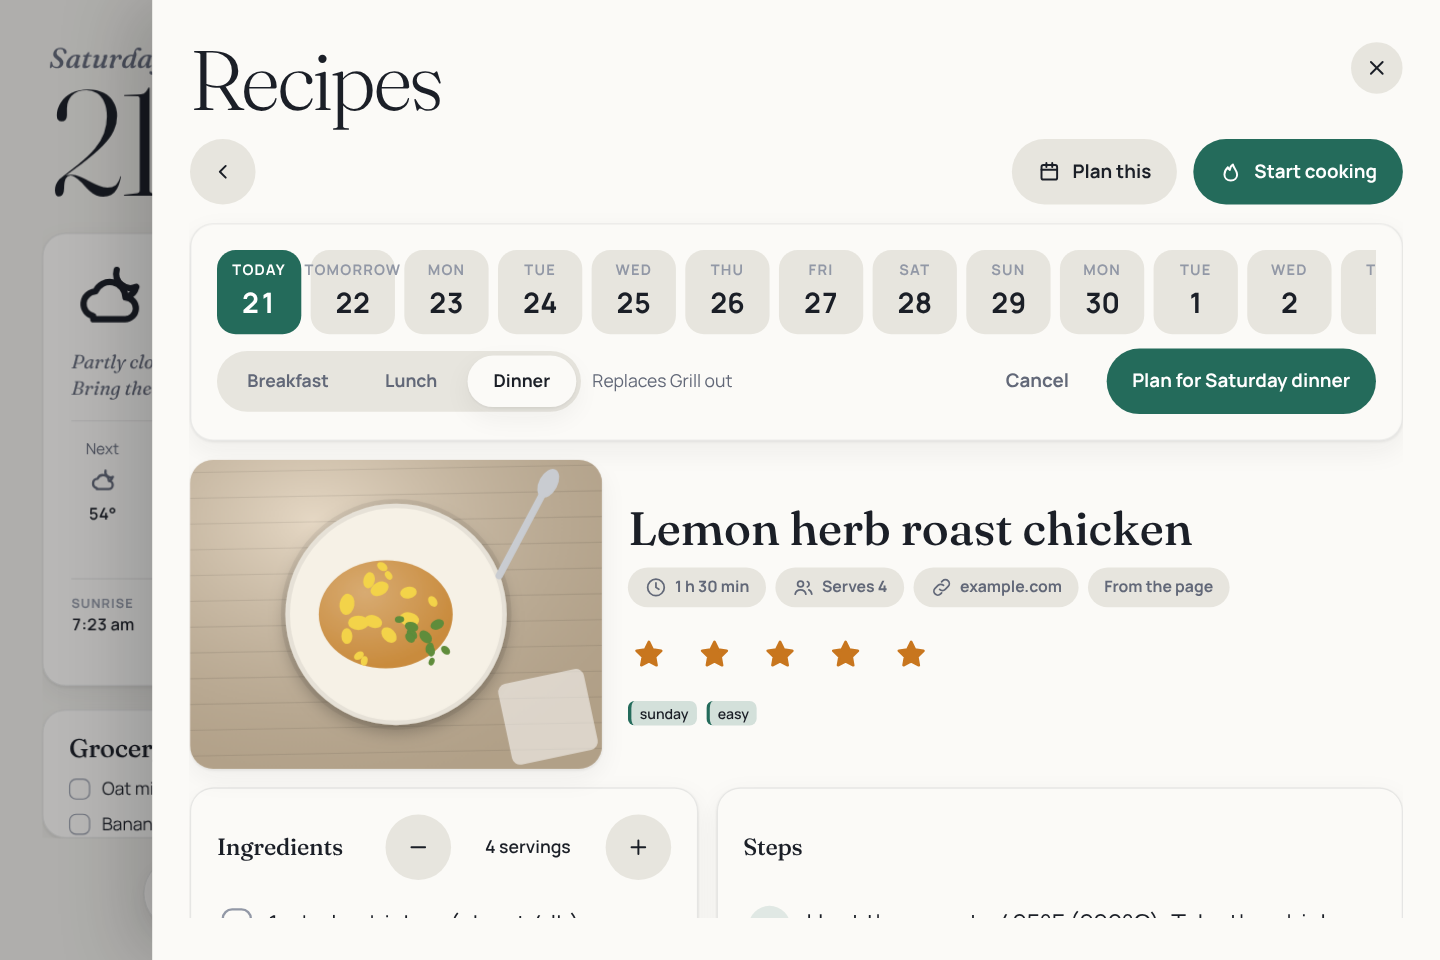 Saturday
21
Partly clo
Bring the
Next
54°
SUNRISE
7:23 am
Grocer
Oat mi
Banan
Recipes
Plan this
Start cooking
TODAY
21
TOMORROW
22
MON
23
TUE
24
WED
25
THU
26
FRI
27
SAT
28
SUN
29
MON
30
TUE
1
WED
2
T
Breakfast
Lunch
Dinner
Replaces Grill out
Cancel
Plan for Saturday dinner
Lemon herb roast chicken
1 h 30 min
Serves 4
example.com
From the page
sunday
easy
Ingredients
4 servings
Steps